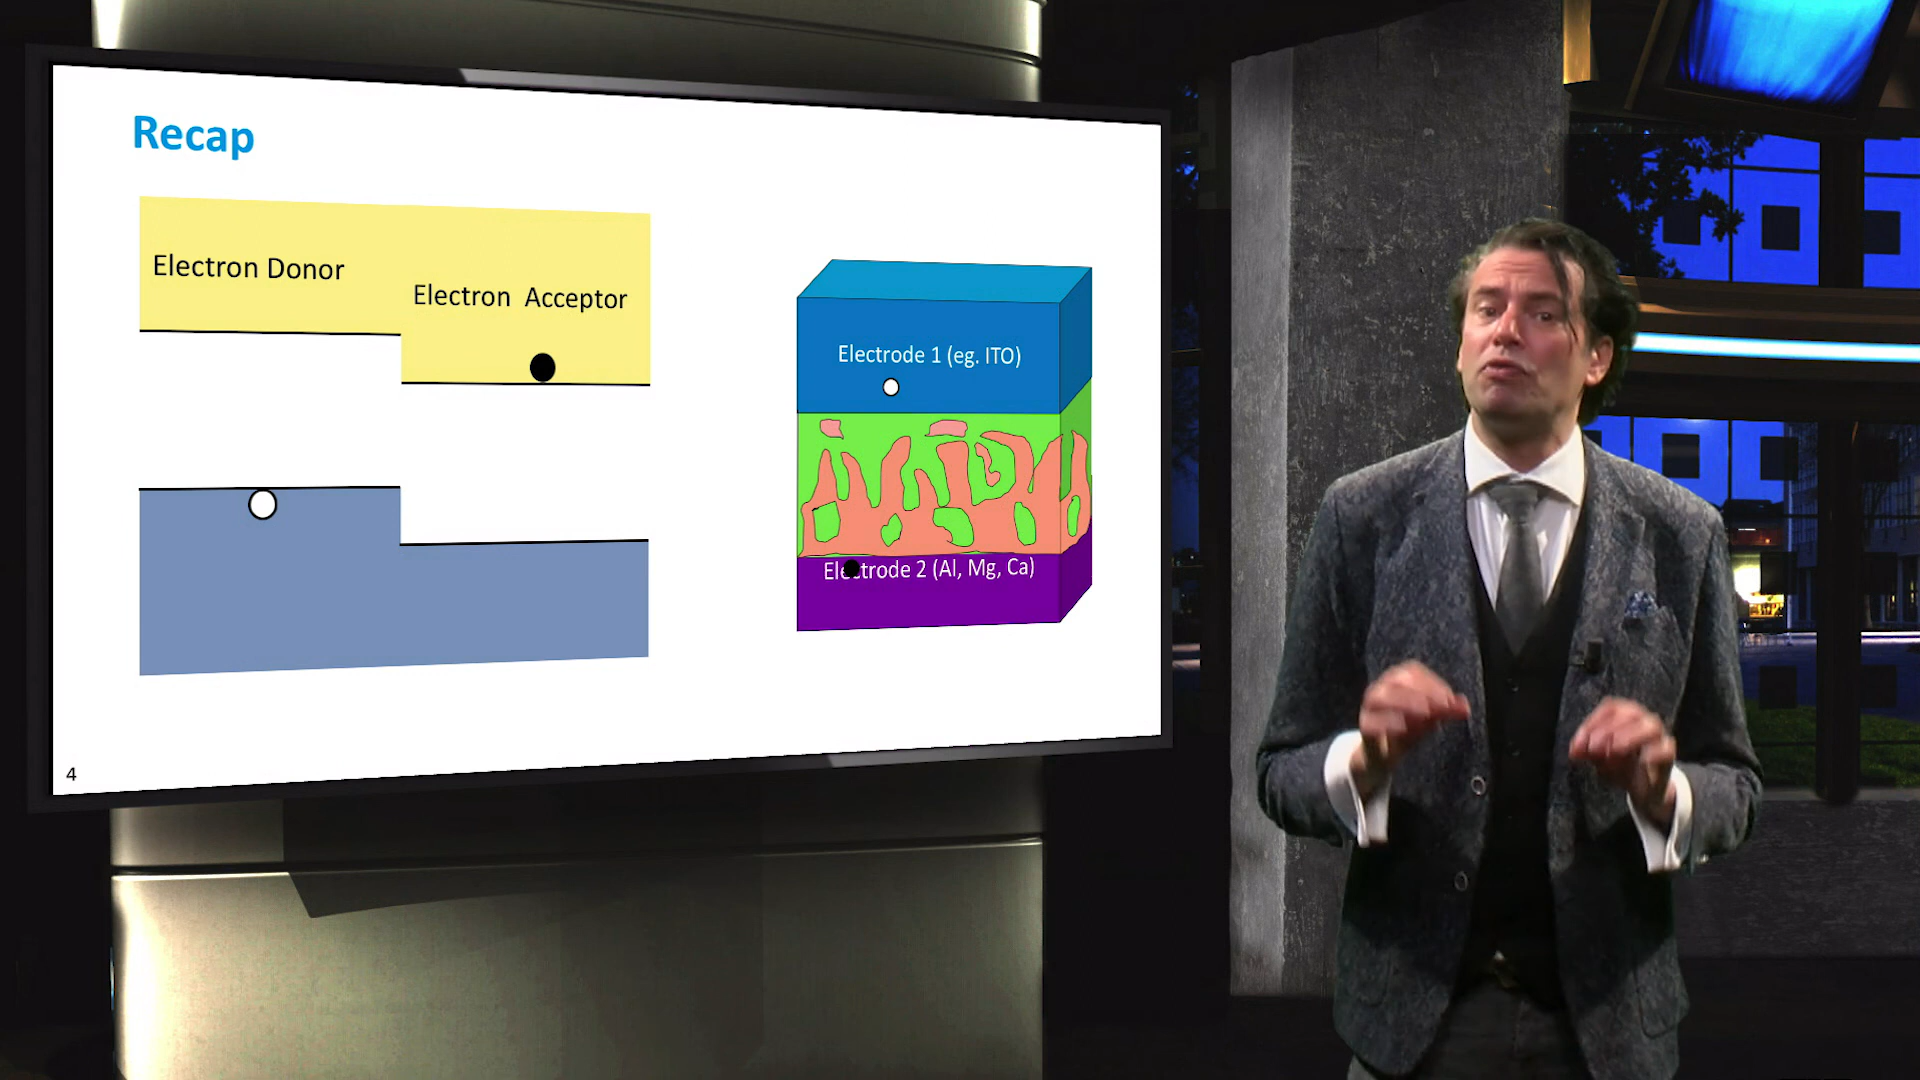 Recap
Electron Donor
Electron Acceptor
Electrode 1 (eg. ITO)
Electrode 2 (Al, Mg, Ca)
4